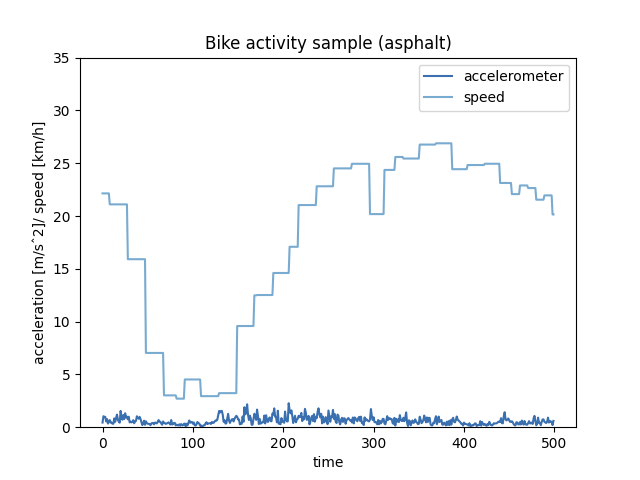 Bike activity sample (asphalt)
accelerometer
speed
acceleration [m/sˆ2]/ speed [km/h]
35
30
25
20
15
10
5
0
0 100 200 300 400 500
time